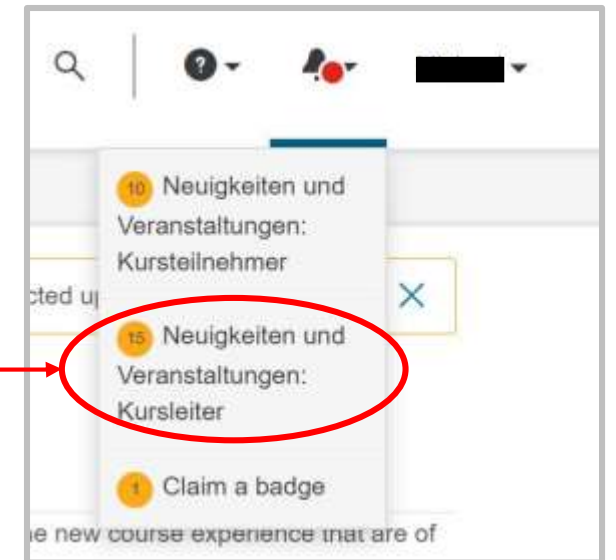 ?
10 Neuigkeiten und
Veranstaltungen:
Kursteilnehmer
cted up
15 Neuigkeiten und
Veranstaltungen:
Kursleiter
1 Claim a badge
e new course experience that are of